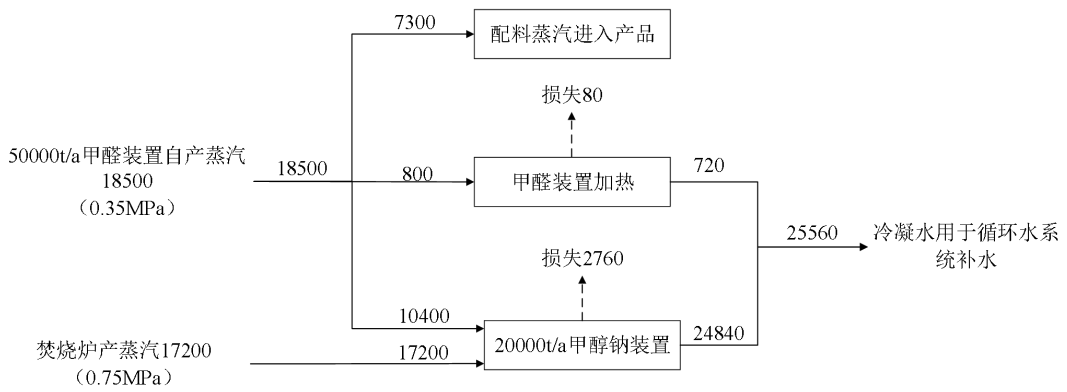 7300
配料蒸汽进入产品
损失80
50000t/a甲醛装置自产蒸汽
18500
（0.35MPa）
18500
800
甲醛装置加热
720
25560
冷凝水用于循环水系
统补水
损失2760
10400
焚烧炉产蒸汽17200
（0.75MPa）
17200
20000t/a甲醇钠装置
24840